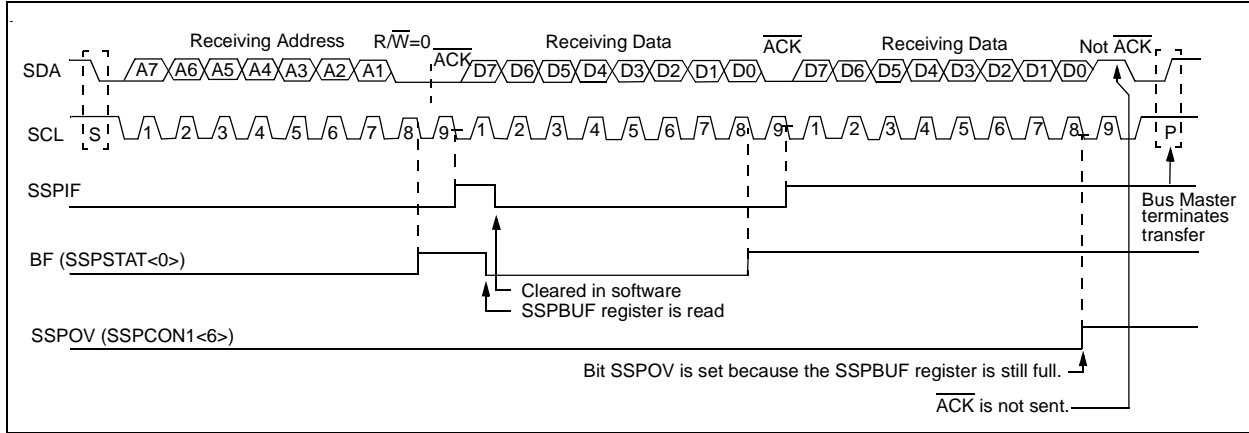 Receiving Address R/W=0 ACK Receiving Data ACK Receiving Data Not ACK
SDA A7 A6 A5 A4 A3 A2 A1 D7 D6 D5 D4 D3 D2 D1 D0 D7 D6 D5 D4 D3 D2 D1 D0
SCL S 1 2 3 4 5 6 7 8 9 1 2 3 4 5 6 7 8 9 1 2 3 4 5 6 7 8 9 P
SSPIF
Bus Master
terminates
transfer
BF (SSPSTAT<0>)
Cleared in software
SSPBUF register is read
SSPOV (SSPCON1<6>)
Bit SSPOV is set because the SSPBUF register is still full.
ACK is not sent.